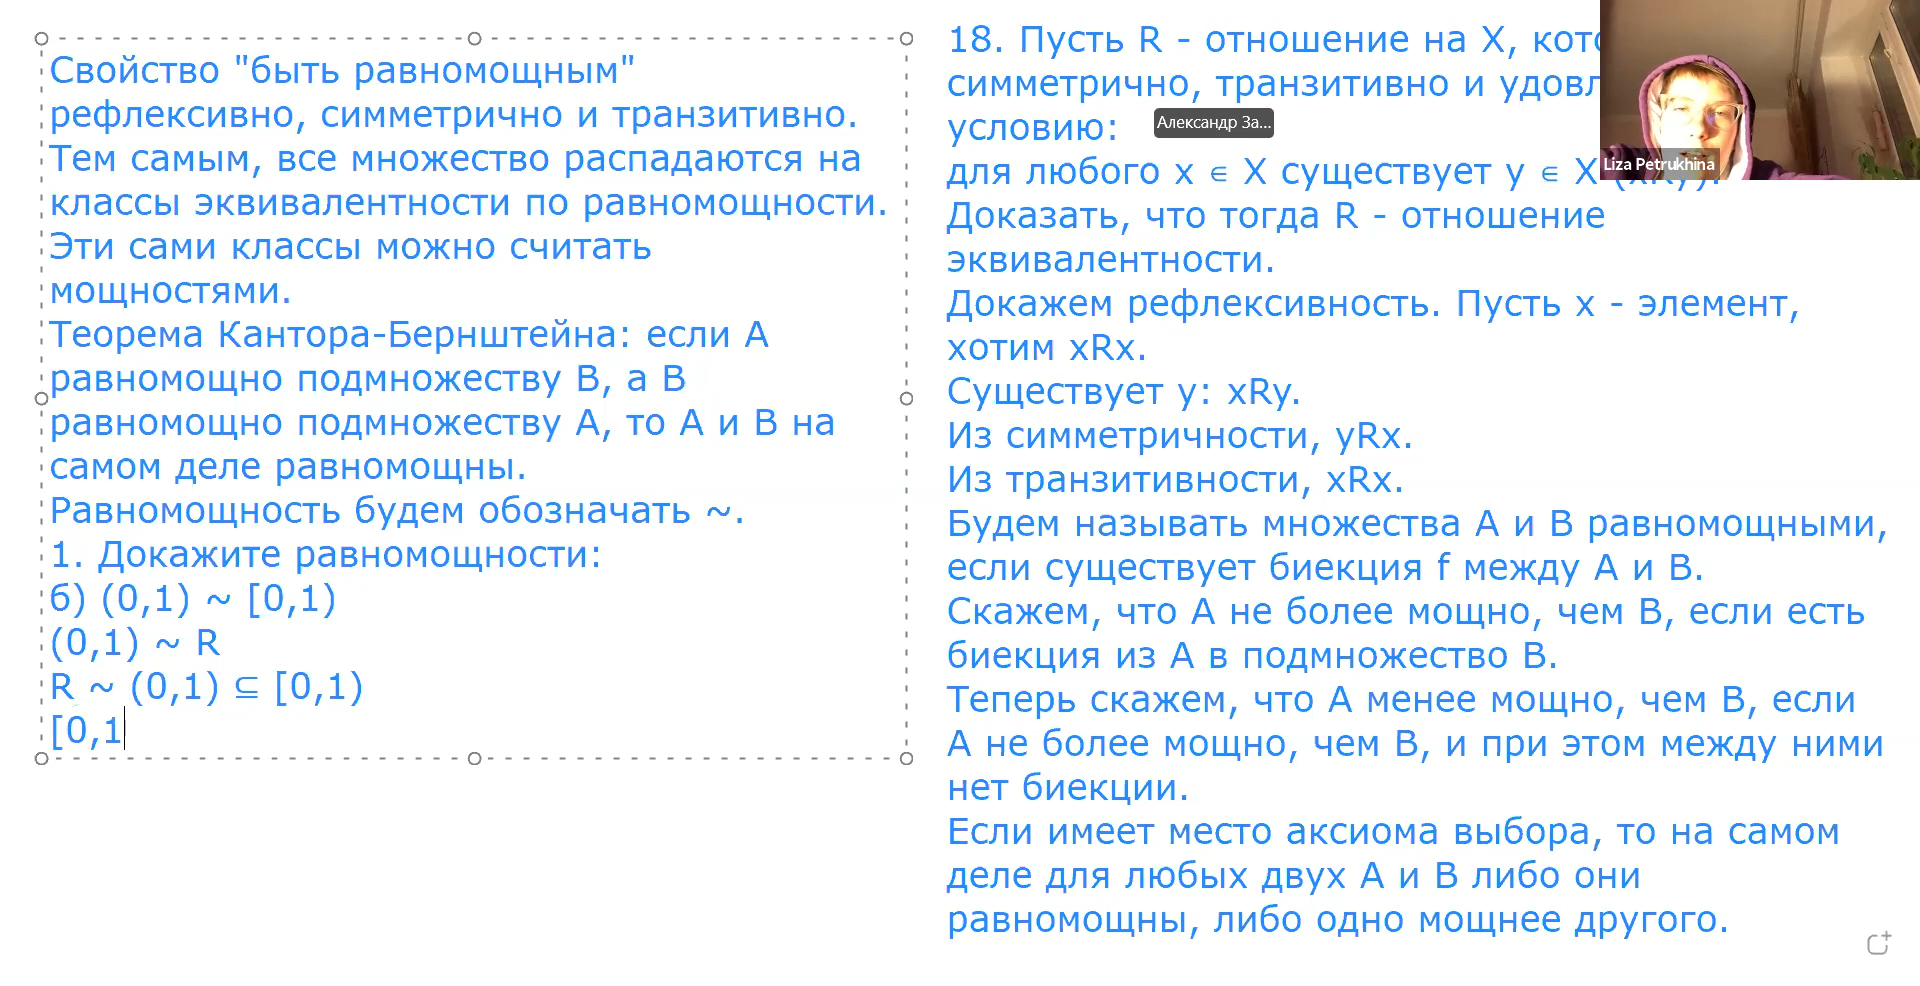 Свойство "быть равномощным"
рефлексивно, симметрично и транзитивно.
Тем самым, все множество распадаются на
классы эквивалентности по равномощности.
Эти сами классы можно считать
мощностями.
Теорема Кантора-Бернштейна: если A
равномощно подмножеству B, а B
равномощно подмножеству A, то A и B на
самом деле равномощны.
Равномощность будем обозначать ~.
1. Докажите равномощности:
б) (0,1) ~ [0,1)
(0,1) ~ R
R ~ (0,1) ⊆ [0,1)
[0,1
18. Пусть R - отношение на X,
симметрично, транзитивно и
условию:
для любого x ∈ X существует y ∈ X
Доказать, что тогда R - отношение
эквивалентности.
Докажем рефлексивность. Пусть x - элемент,
хотим xRx.
Существует y: xRy.
Из симметричности, yRx.
Из транзитивности, xRx.
Будем называть множества A и B равномощными,
если существует биекция f между A и B.
Скажем, что A не более мощно, чем B, если есть
биекция из A в подмножество B.
Теперь скажем, что A менее мощно, чем B, если
A не более мощно, чем B, и при этом между ними
нет биекции.
Если имеет место аксиома выбора, то на самом
деле для любых двух A и B либо они
равномощны, либо одно мощнее другого.
Александр За...
Liza Petrukhina